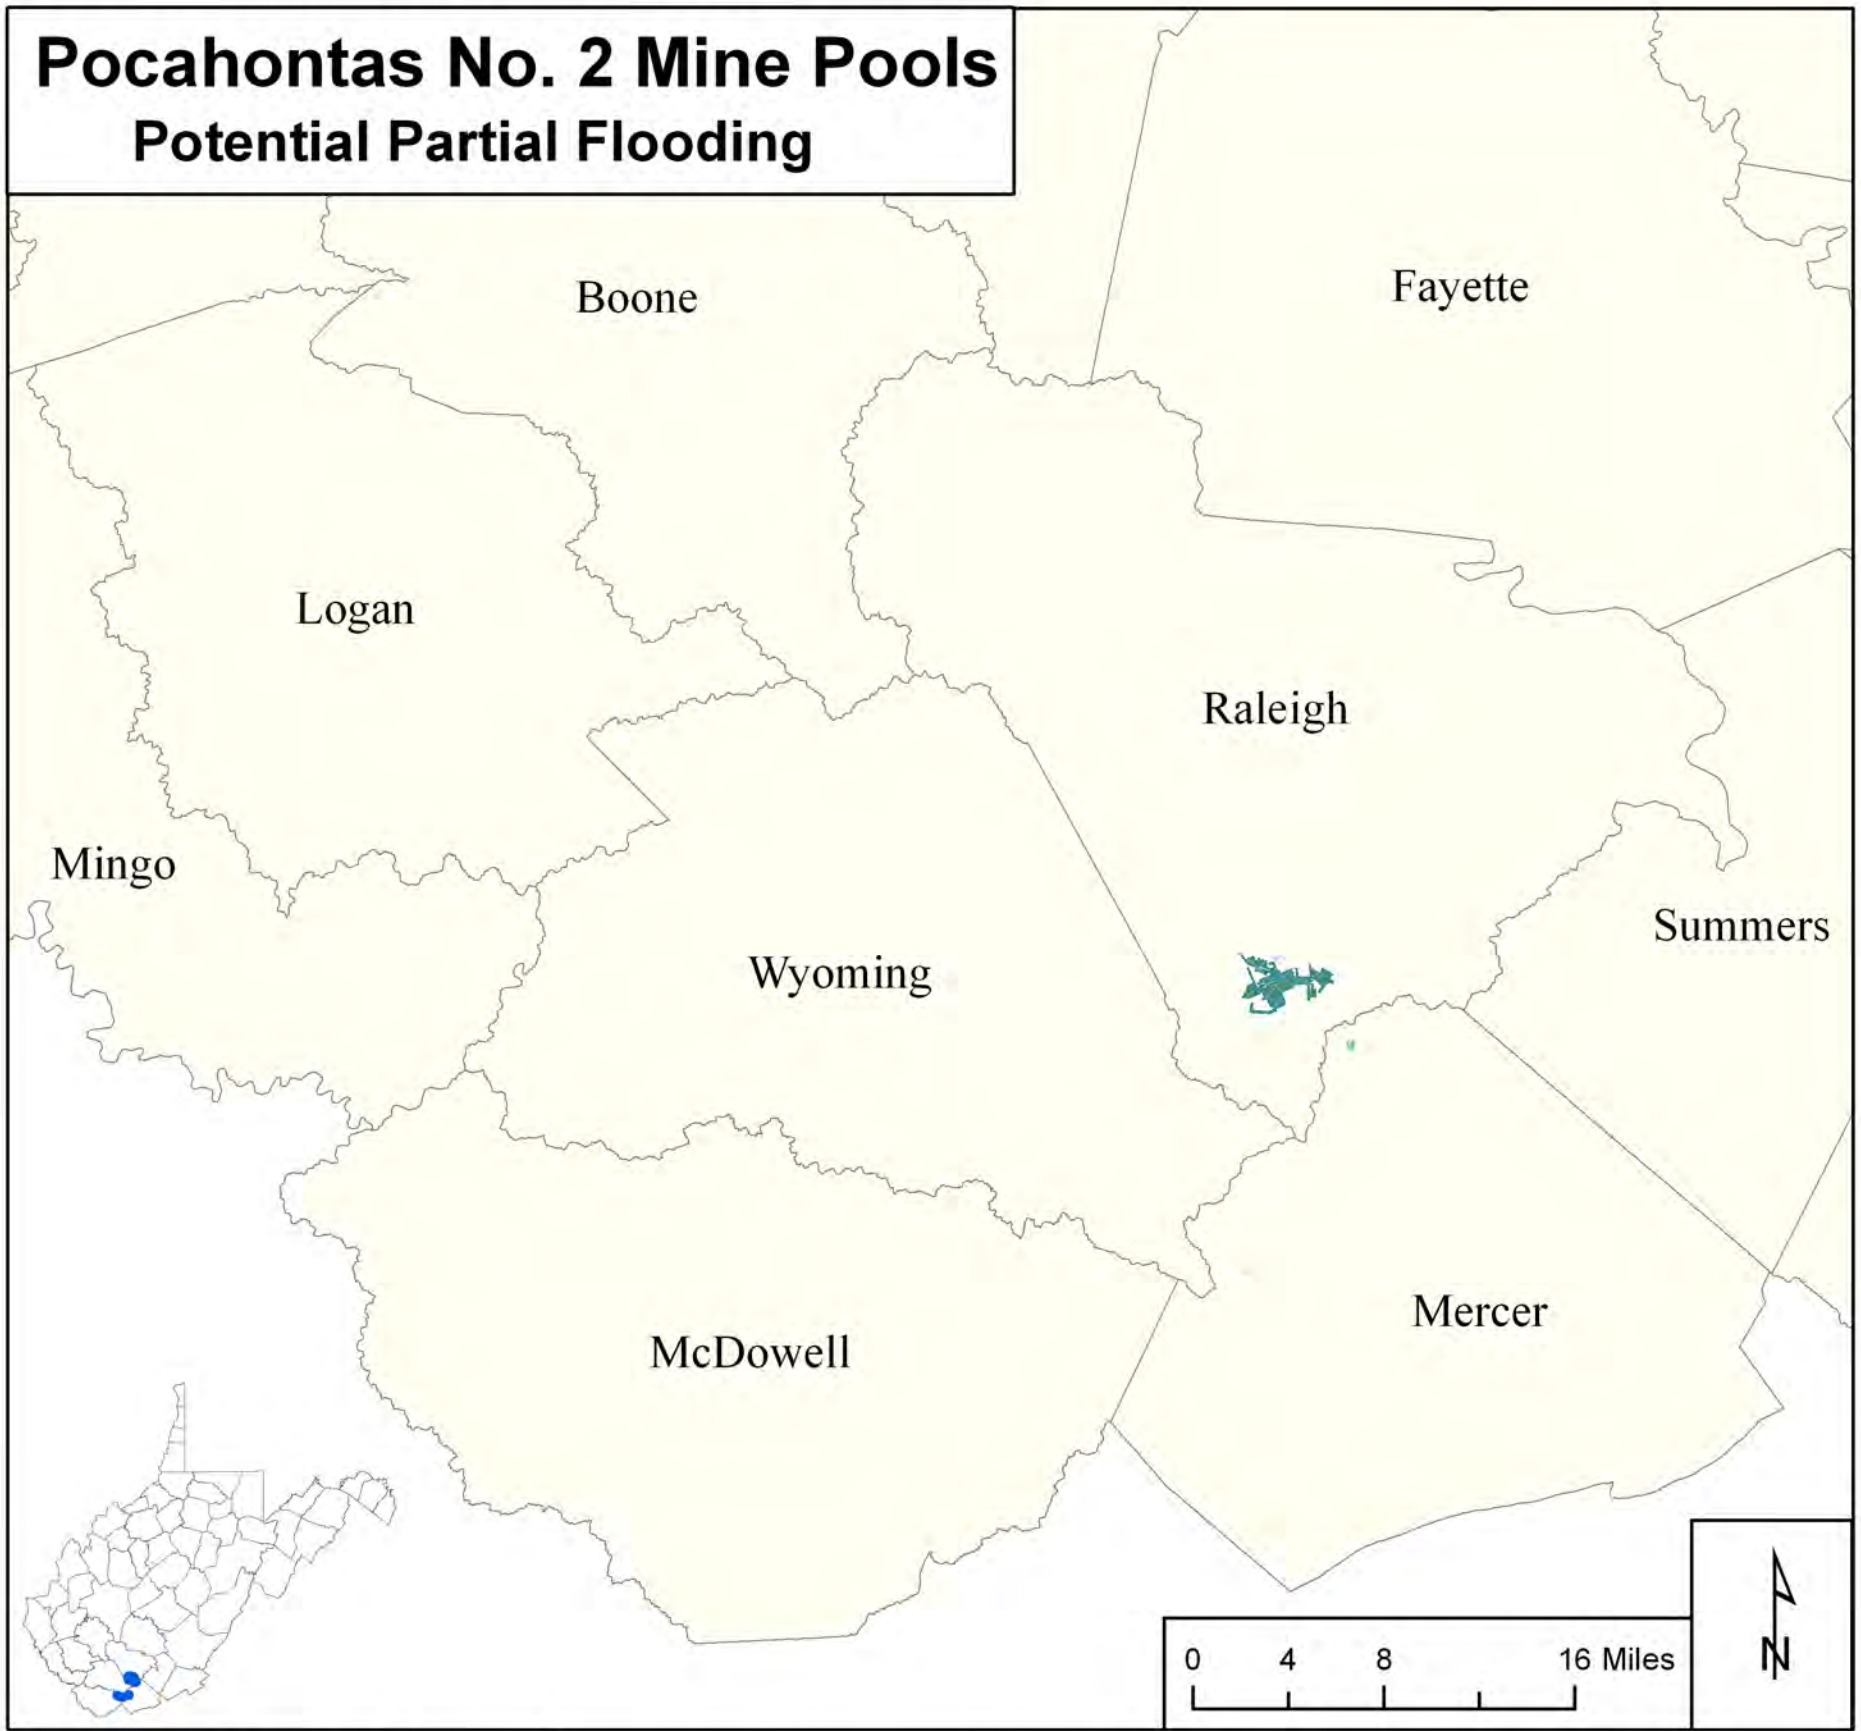 Pocahontas No. 2 Mine Pools
Potential Partial Flooding
Boone
Fayette
Logan
Raleigh
Mingo
Summers
Wyoming
Mercer
McDowell
0 4 8 16 Miles
N